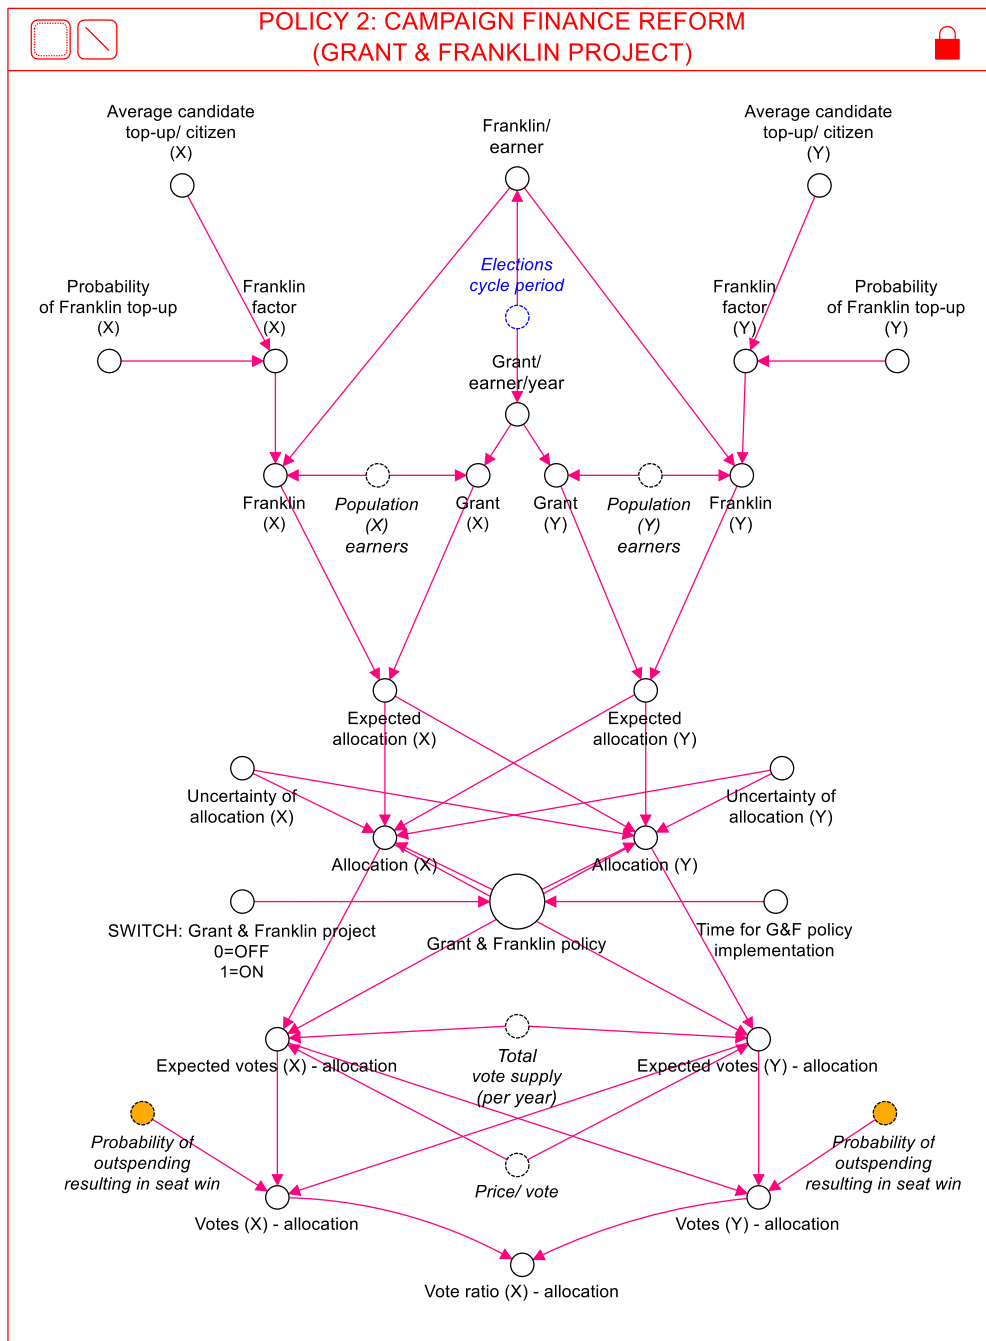 POLICY 2: CAMPAIGN FINANCE REFORM
(GRANT & FRANKLIN PROJECT)
Average candidate
top-up/ citizen
(X)
Franklin/
earner
Average candidate
top-up/ citizen
(Y)
Elections
cycle period
Probability
of Franklin top-up
(X)
Franklin
factor
(X)
Franklin
factor
(Y)
Probability
of Franklin top-up
(Y)
Grant/
earner/year
Franklin
(X)
Population
(X)
earners
Grant
(X)
Grant
(Y)
Population
(Y)
earners
Franklin
(Y)
Expected
allocation (X)
Expected
allocation (Y)
Uncertainty of
allocation (X)
Uncertainty of
allocation (Y)
Allocation (X)
Allocation (Y)
SWITCH: Grant & Franklin project
0=OFF
1=ON
Grant & Franklin policy
Time for G&F policy
implementation
Expected votes (X) - allocation
Total
vote supply
(per year)
Expected votes (Y) - allocation
Probability of
outspending
resulting in seat win
Price/ vote
Probability of
outspending
resulting in seat win
Votes (X) - allocation
Votes (Y) - allocation
Vote ratio (X) - allocation